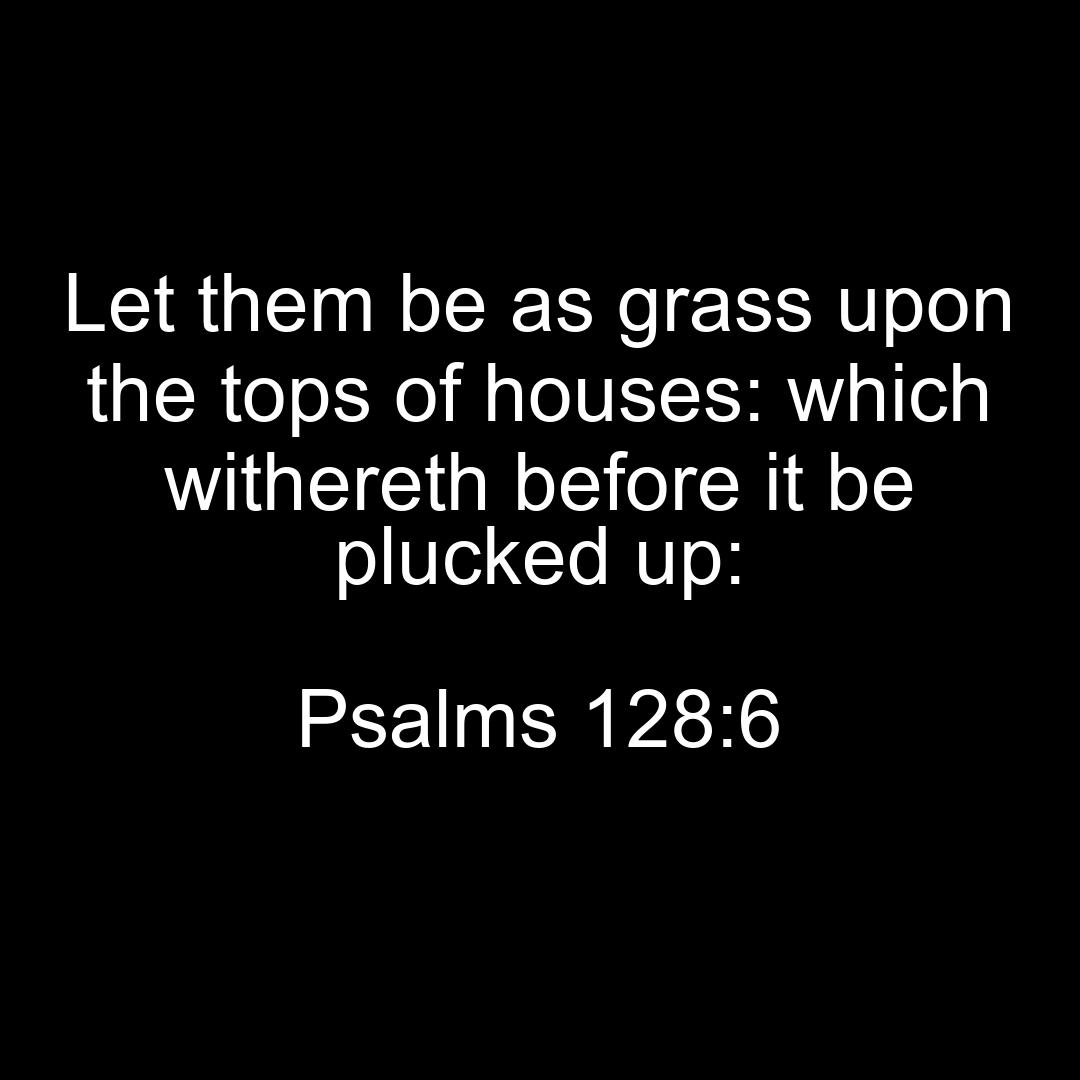 Let them be as grass upon
the tops of houses: which
withereth before it be
plucked up:
Psalms 128:6